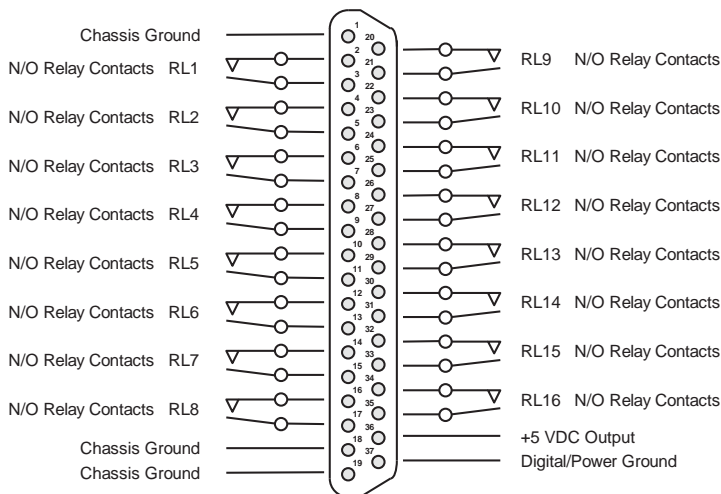 Chassis Ground
N/O Relay Contacts RL1
N/O Relay Contacts RL2
N/O Relay Contacts RL3
N/O Relay Contacts RL4
N/O Relay Contacts RL5
N/O Relay Contacts RL6
N/O Relay Contacts RL7
N/O Relay Contacts RL8
Chassis Ground
Chassis Ground
1
20
2
21
3
22
4
23
5
24
6
25
7
26
8
27
9
28
10
29
11
30
12
31
13
32
14
33
15
34
16
35
17
36
18
37
19
RL9 N/O Relay Contacts
RL10 N/O Relay Contacts
RL11 N/O Relay Contacts
RL12 N/O Relay Contacts
RL13 N/O Relay Contacts
RL14 N/O Relay Contacts
RL15 N/O Relay Contacts
RL16 N/O Relay Contacts
+5 VDC Output
Digital/Power Ground